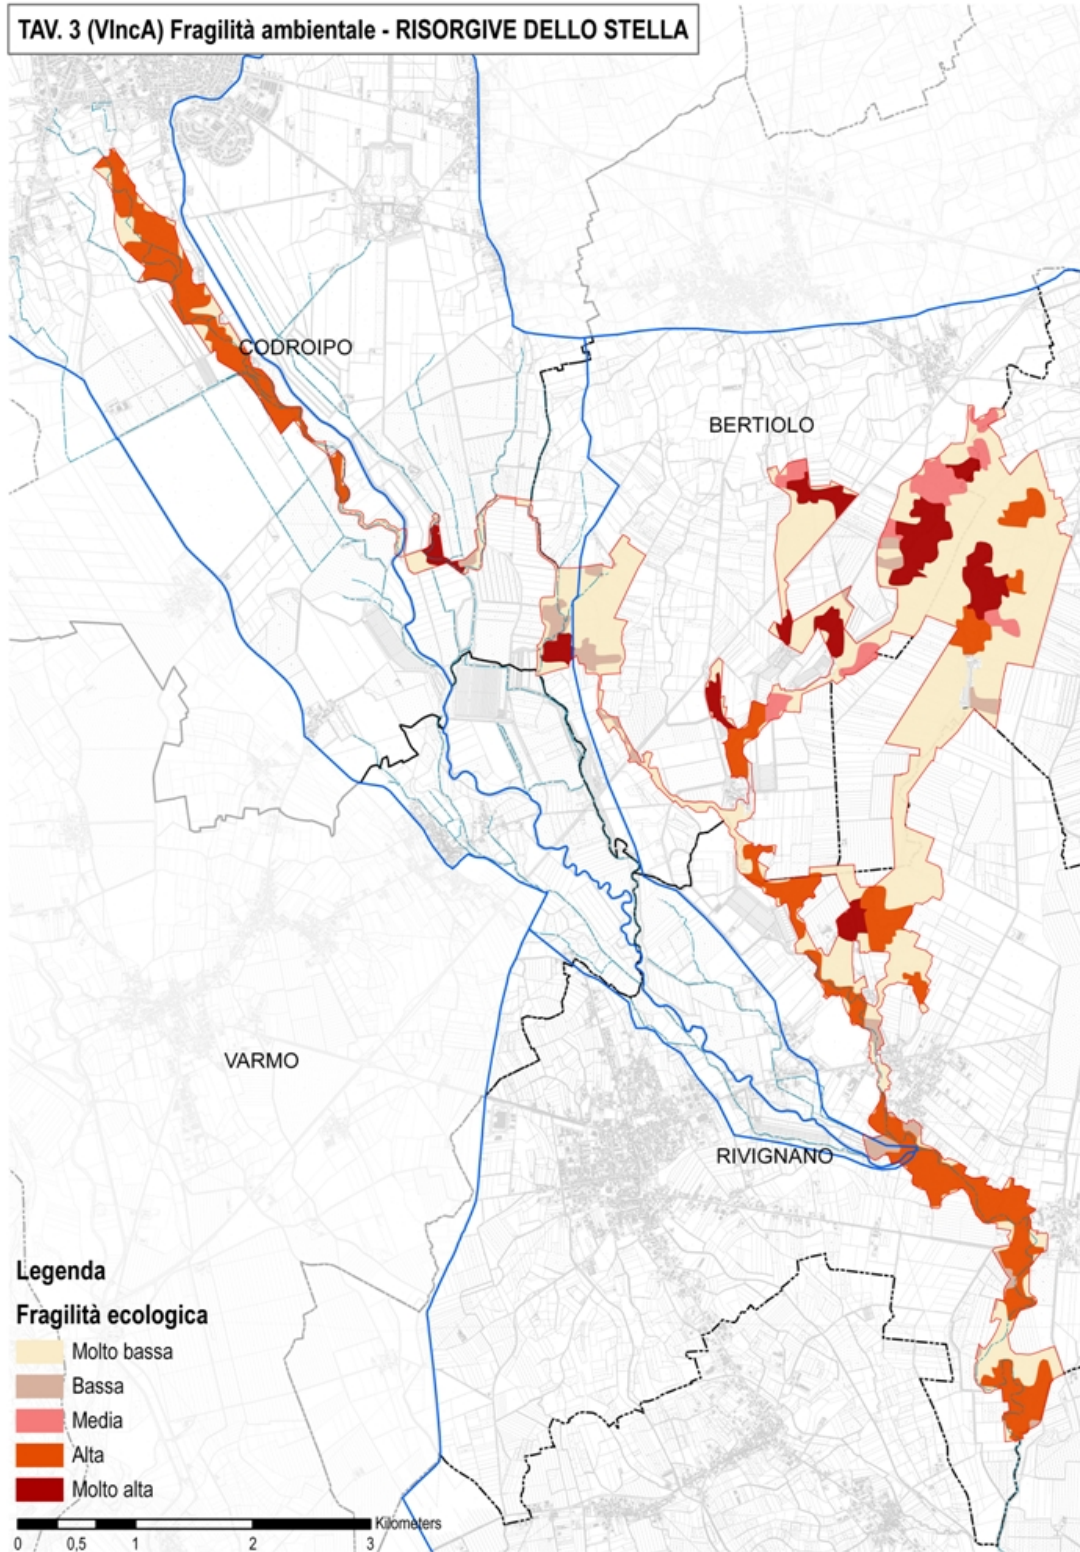 TAV. 3 (VIncA) Fragilità ambientale - RISORGIVE DELLO STELLA
CODROIPO
BERTIOLO
VARMO
RIVIGNANO
Legenda
Fragilità ecologica
Molto bassa
Bassa
Media
Alta
Molto alta
Kilometers
0 0,5 1 2 3